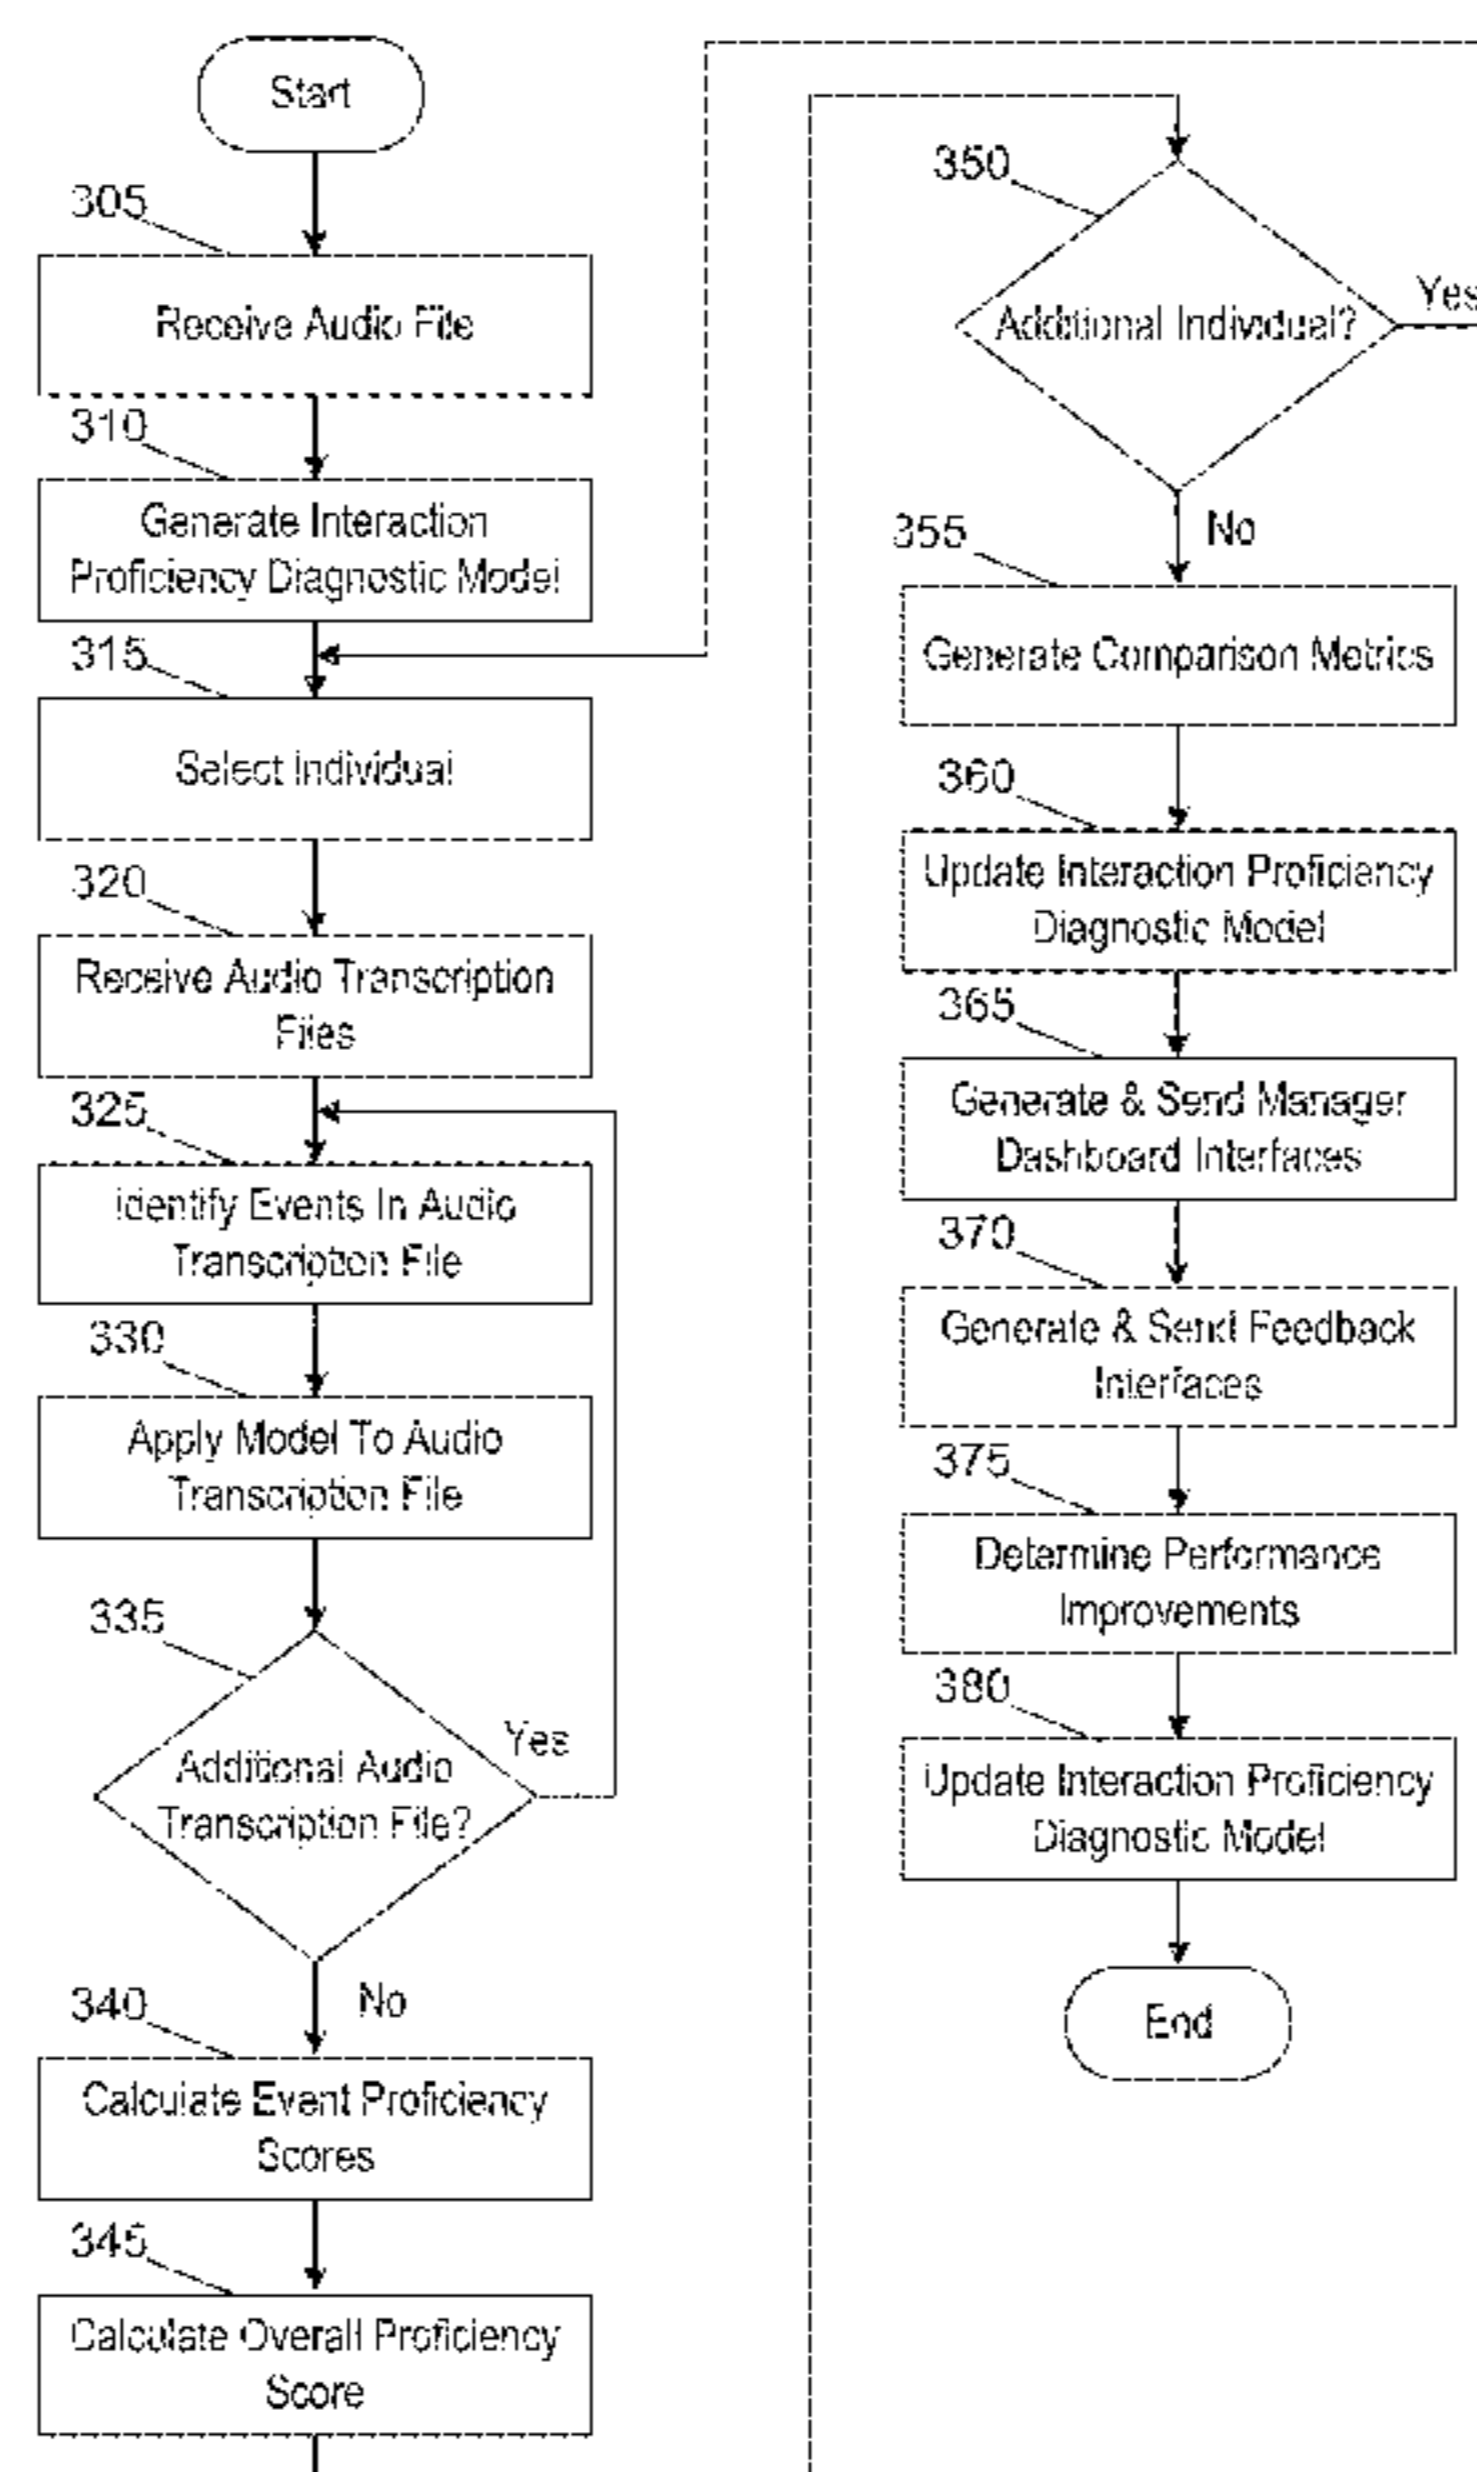 Start
305
Receive Audio File
310
Generate Interaction
Proficiency Diagnostic Model
315
Select Individual
320
Receive Audio Transcription
Files
325
Identify Events In Audio
Transcription File
330
Apply Model To Audio
Transcription File
335
Additional Audio
Transcription File?
Yes
No
340
Calculate Event Proficiency
Scores
345
Calculate Overall Proficiency
Score
350
Additional Individual?
Yes
No
355
Generate Comparison Metrics
360
Update Interaction Proficiency
Diagnostic Model
365
Generate & Send Manager
Dashboard Interfaces
370
Generate & Send Feedback
Interfaces
375
Determine Performance
Improvements
380
Update Interaction Proficiency
Diagnostic Model
End